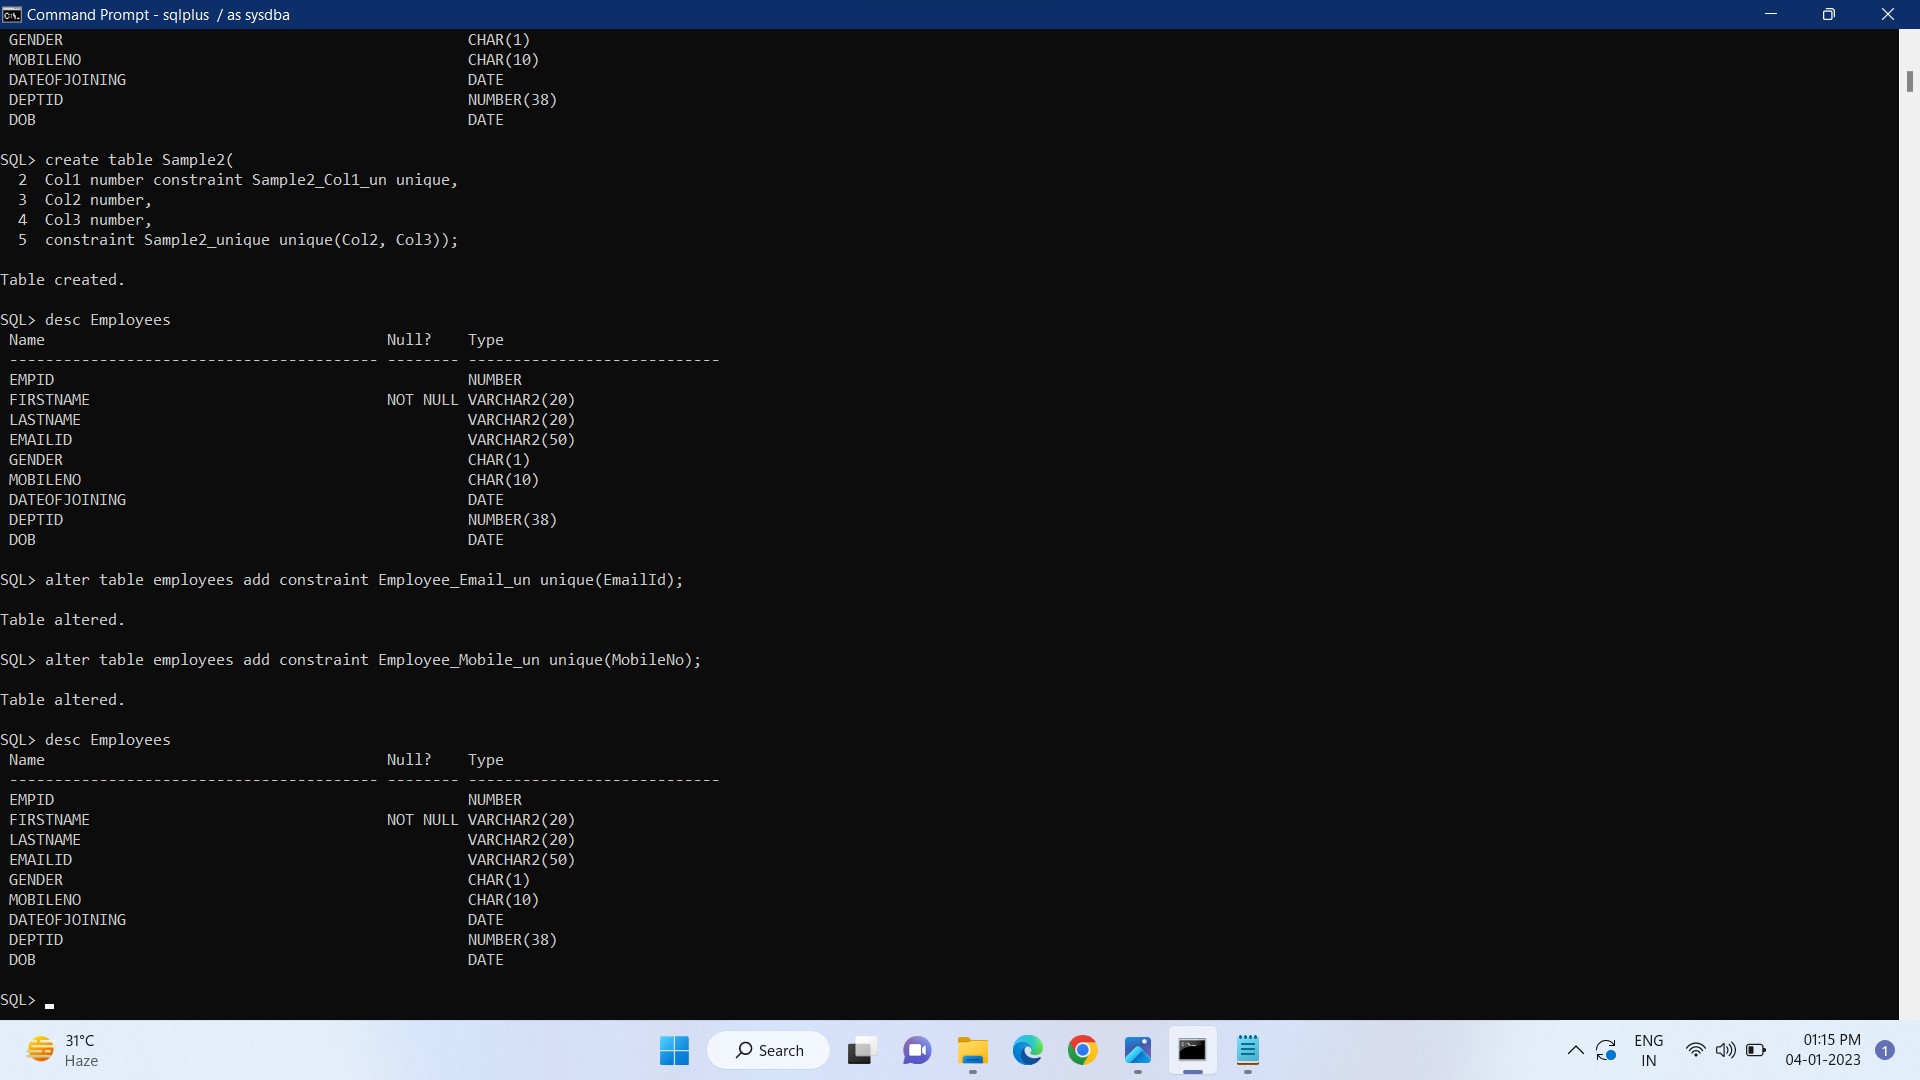 Command Prompt - sqlplus / as sysdba
GENDER CHAR(1)
MOBILENO CHAR(10)
DATEOFJOINING DATE
DEPTID NUMBER(38)
DOB DATE
SQL> create table Sample2(
2 Col1 number constraint Sample2_Col1_un unique,
3 Col2 number,
4 Col3 number,
5 constraint Sample2_unique unique(Col2, Col3));
Table created.
SQL> desc Employees
Name Null? Type
----------------------------------------- -------- ----------------------------
EMPID NUMBER
FIRSTNAME NOT NULL VARCHAR2(20)
LASTNAME VARCHAR2(20)
EMAILID VARCHAR2(50)
GENDER CHAR(1)
MOBILENO CHAR(10)
DATEOFJOINING DATE
DEPTID NUMBER(38)
DOB DATE
SQL> alter table employees add constraint Employee_Email_un unique(EmailId);
Table altered.
SQL> alter table employees add constraint Employee_Mobile_un unique(MobileNo);
Table altered.
SQL> desc Employees
Name Null? Type
----------------------------------------- -------- ----------------------------
EMPID NUMBER
FIRSTNAME NOT NULL VARCHAR2(20)
LASTNAME VARCHAR2(20)
EMAILID VARCHAR2(50)
GENDER CHAR(1)
MOBILENO CHAR(10)
DATEOFJOINING DATE
DEPTID NUMBER(38)
DOB DATE
SQL> _
31°C
Haze
Search
ENG
IN
01:15 PM
04-01-2023
1